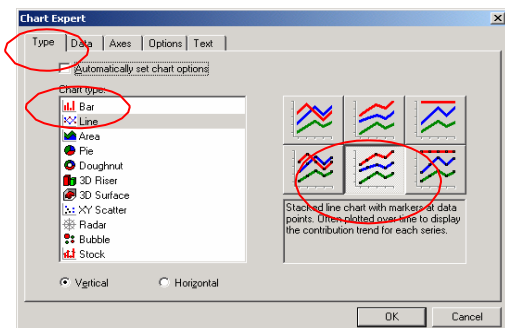 Chart Expert
Type Data Axes Options Text
Automatically set chart options
Chart type:
Bar
Line
Area
Pie
Doughnut
3D Riser
3D Surface
XY Scatter
Radar
Bubble
Stock
Stacked line chart with markers at data
points. Often plotted over time to display
the contribution trend for each series.
Vertical Horizontal
OK Cancel